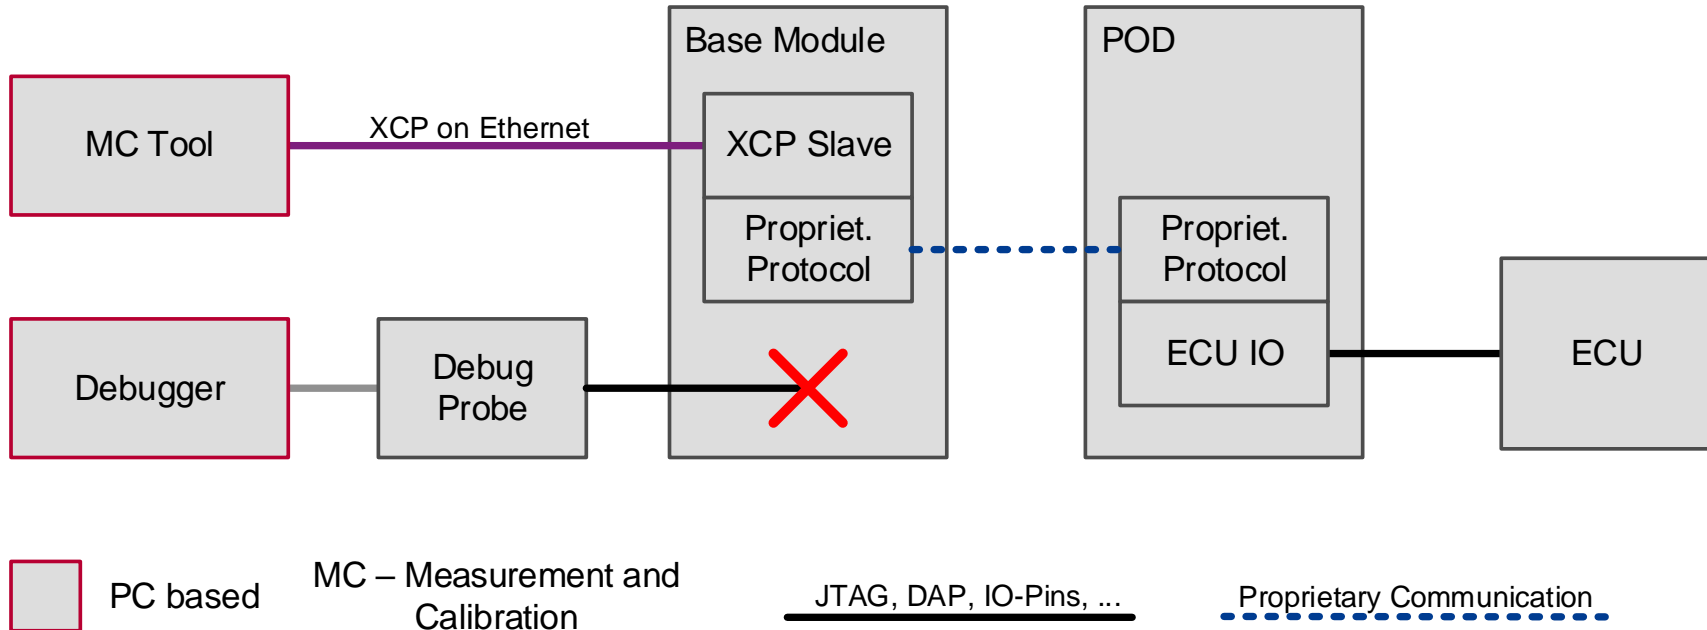 Base Module
POD
MC Tool
XCP on Ethernet
XCP Slave
Propriet.
Protocol
Propriet.
Protocol
Debugger
Debug
Probe
ECU IO
ECU
PC based
MC – Measurement and
Calibration
JTAG, DAP, IO-Pins, ...
Proprietary Communication